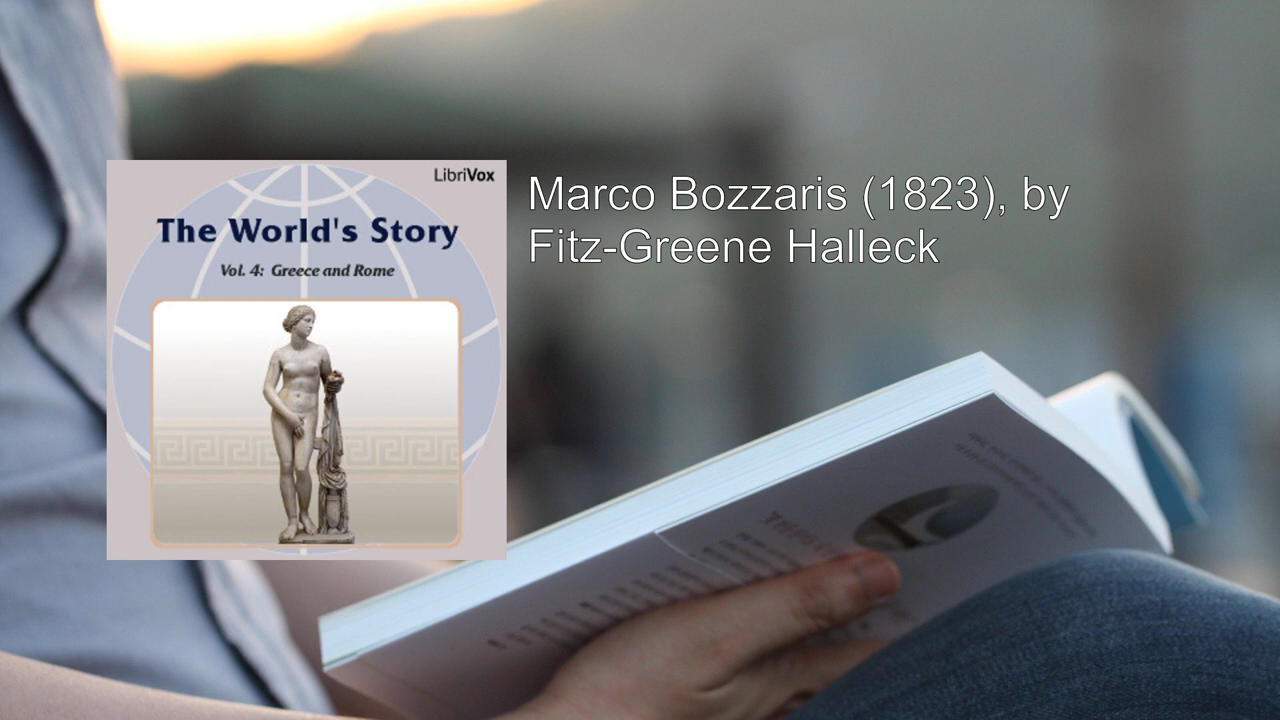 LibriVox
The World's Story
Vol. 4: Greece and Rome
Marco Bozzaris (1823), by
Fitz-Greene Halleck